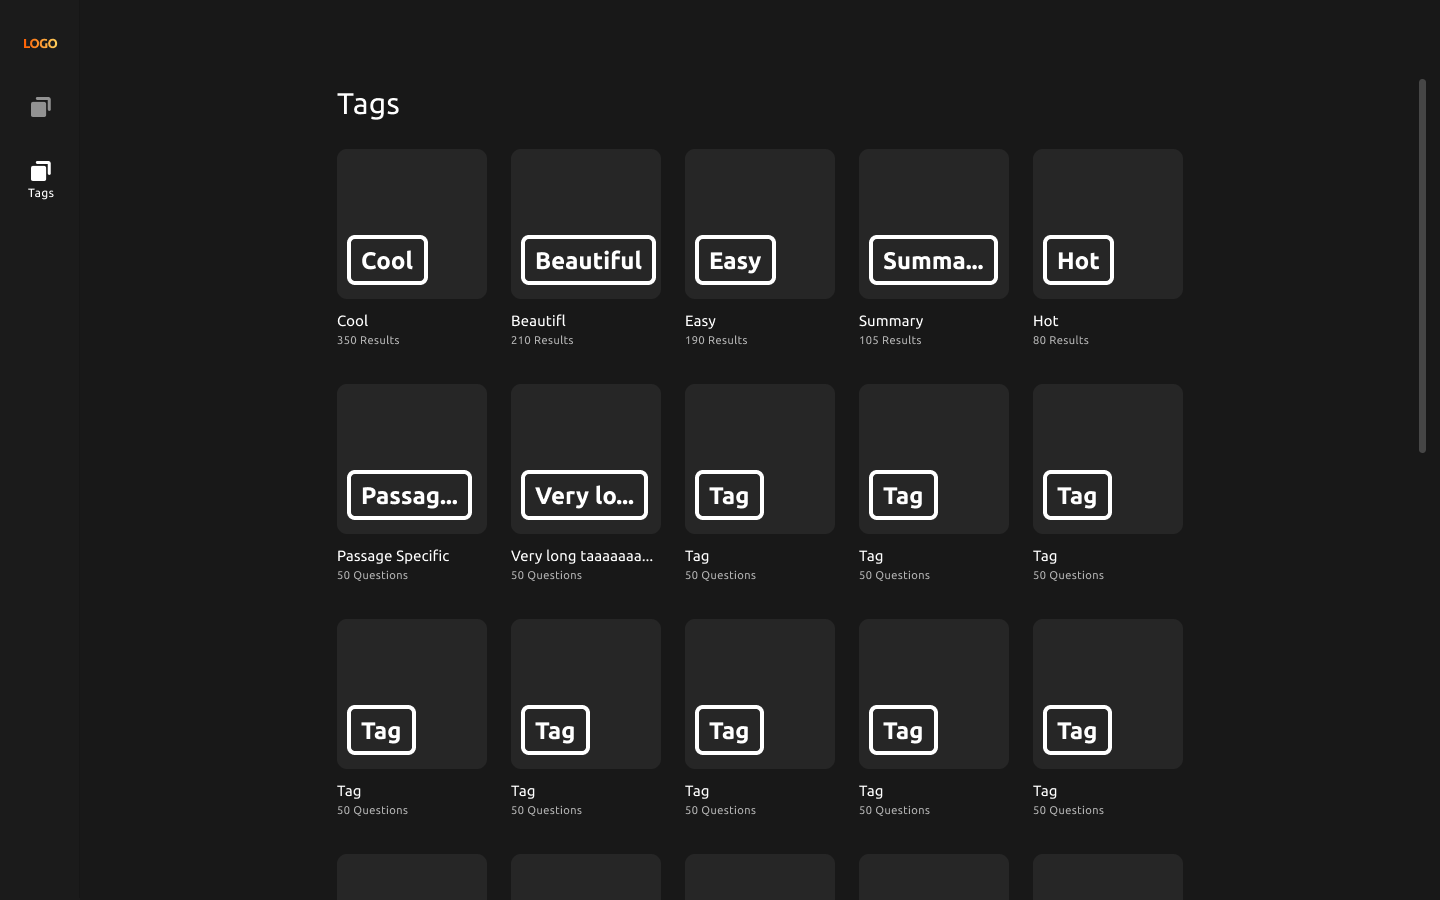 LOGO
Tags
Tags
Cool
Beautiful
Easy
Summa...
Hot
Cool
Beautifl
Easy
Summary
Hot
350 Results
210 Results
190 Results
105 Results
80 Results
Passag...
Very lo...
Tag
Tag
Tag
Passage Specific
Very long taaaaaaa...
Tag
Tag
Tag
50 Questions
50 Questions
50 Questions
50 Questions
50 Questions
Tag
Tag
Tag
Tag
Tag
Tag
Tag
Tag
Tag
Tag
50 Questions
50 Questions
50 Questions
50 Questions
50 Questions